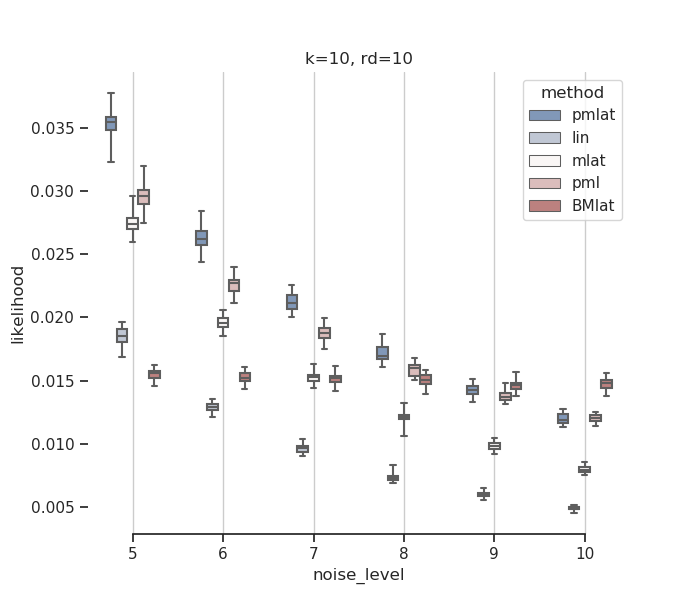 k=10, rd=10
method
pmlat
lin
mlat
pml
BMlat
likelihood
0.035
0.030
0.025
0.020
0.015
0.010
0.005
5 6 7 8 9 10
noise_level